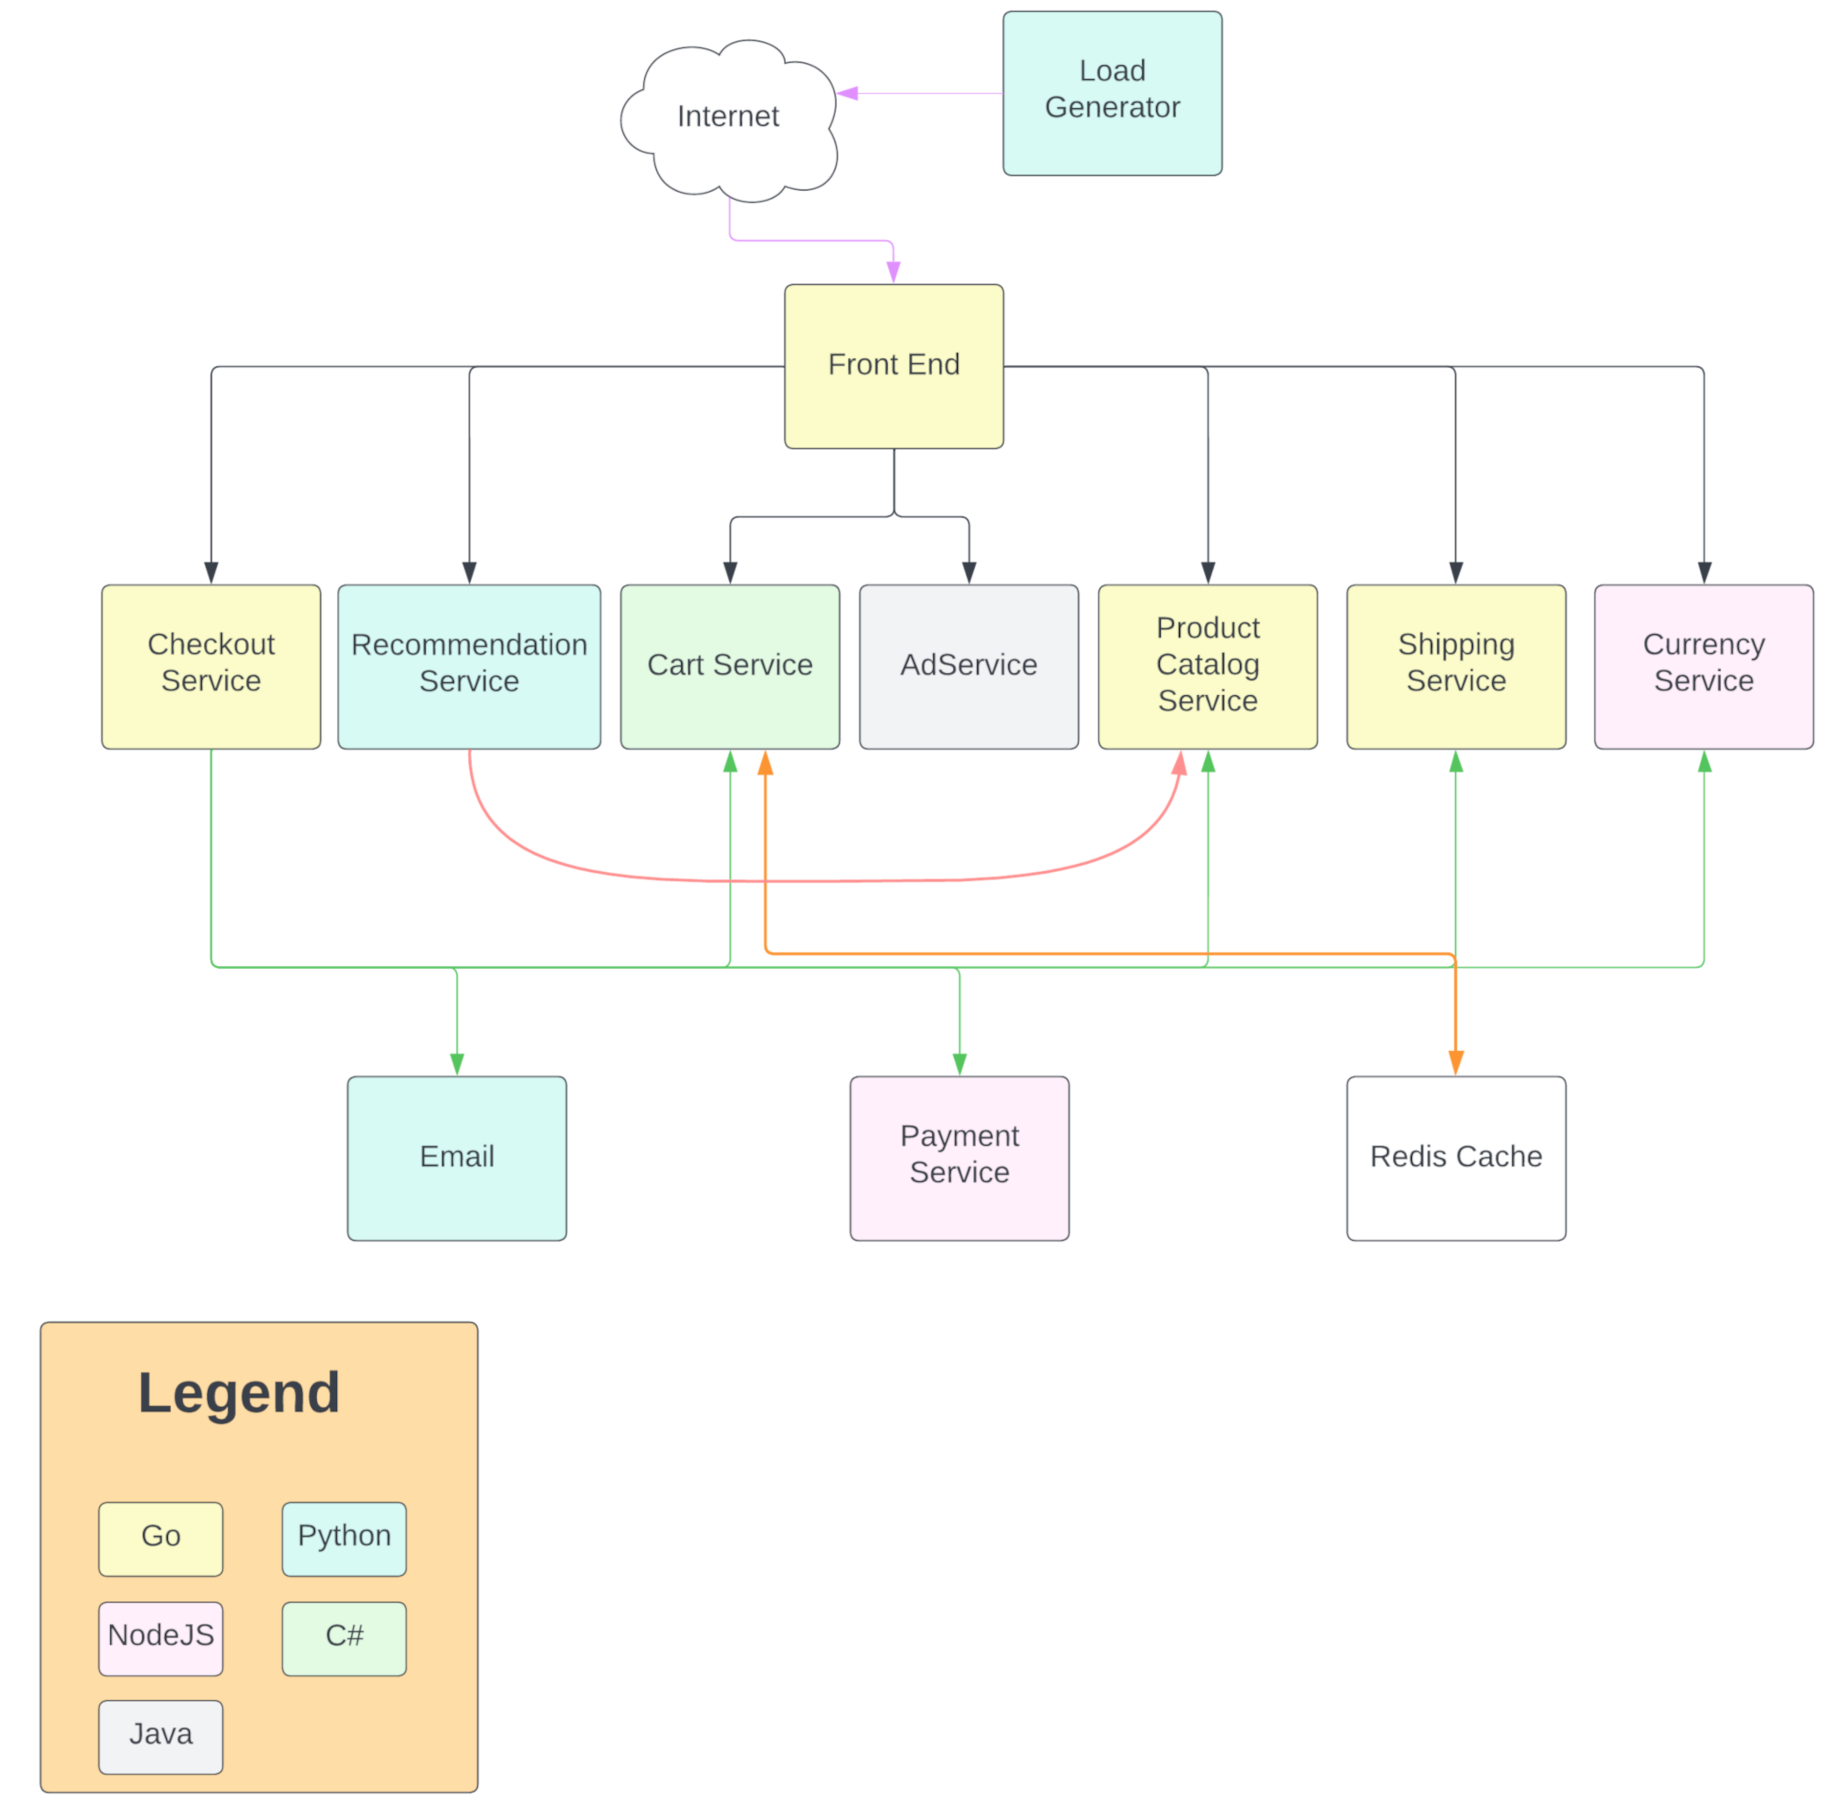 Load
Generator
Internet
Front End
Checkout
Service
Recommendation
Service
Cart Service
AdService
Product
Catalog
Service
Shipping
Service
Currency
Service
Email
Payment
Service
Redis Cache
Legend
Go
Python
NodeJS
C#
Java